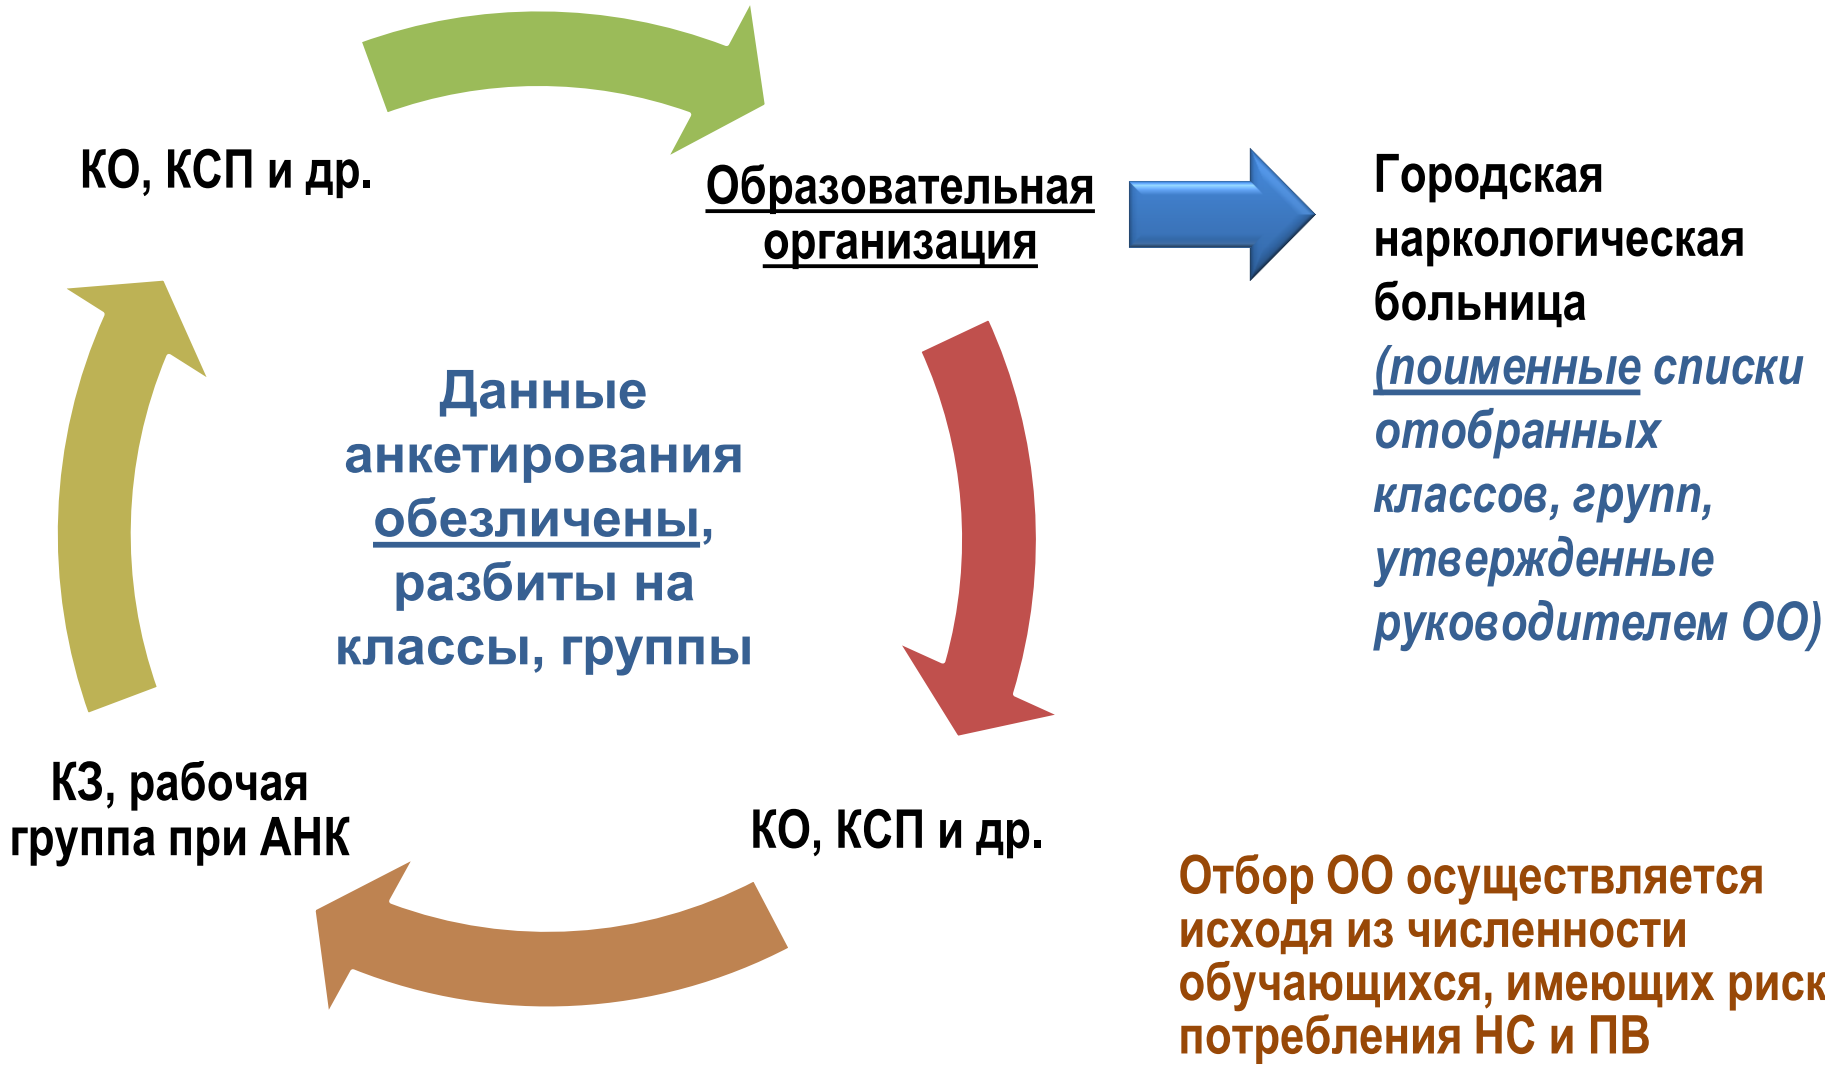 КО, КСП и др.
Образовательная
организация
Городская
наркологическая
больница
(поименные списки
отобранных
классов, групп,
утвержденные
руководителем ОО)
Данные
анкетирования
обезличены,
разбиты на
классы, группы
КЗ, рабочая
группа при АНК
КО, КСП и др.
Отбор ОО осуществляется
исходя из численности
обучающихся, имеющих риск
потребления НС и ПВ